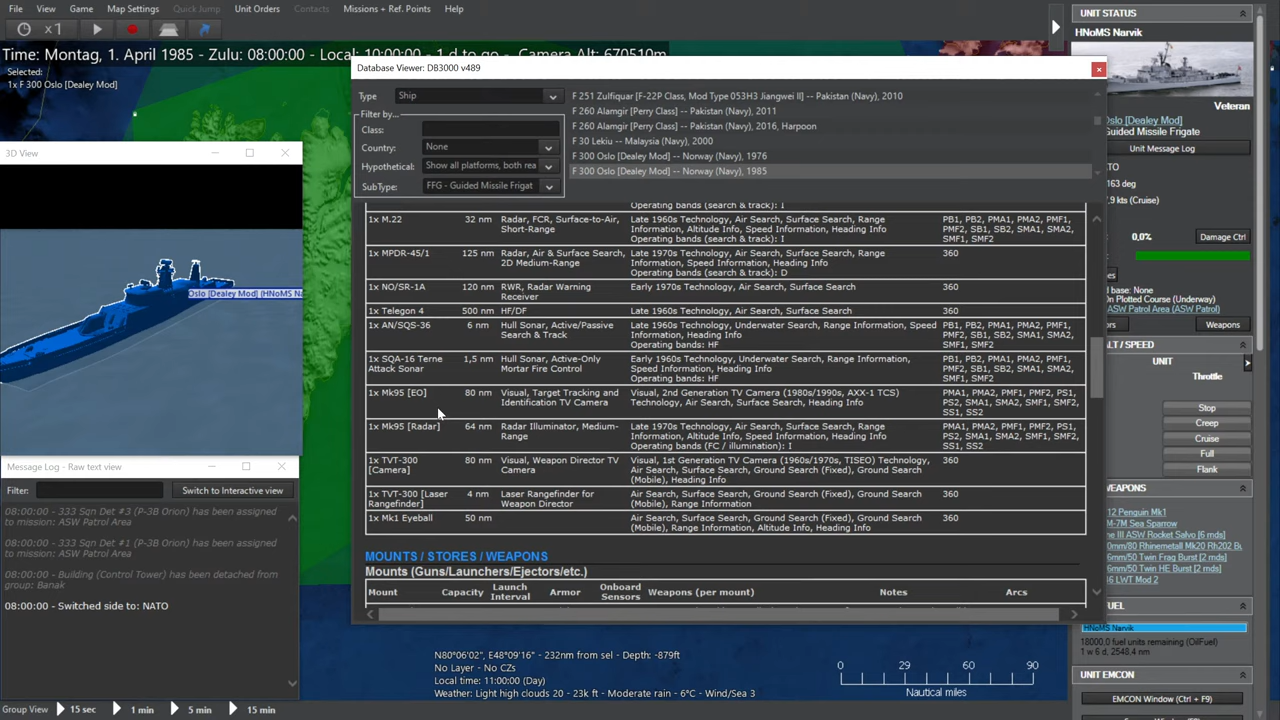 File View Game Map Settings Quick Jump Unit Orders Contacts Missions + Ref. Points Help
x1
Time: Montag, 1. April 1985 - Zulu: 08:00:00 - Local: 10:00:00 - 1 d to go - Camera Alt: 670510m
Selected:
1x F 300 Oslo [Dealey Mod]
3D View
Oslo [Dealey Mod] (HNoMS Na
Message Log - Raw text view
Filter:
Switch to Interactive view
08:00:00 - 333 Sqn Det #3 (P-3B Orion) has been assigned
to mission: ASW Patrol Area
08:00:00 - 333 Sqn Det #1 (P-3B Orion) has been assigned
to mission: ASW Patrol Area
08:00:00 - Building (Control Tower) has been detached from
group: Banak
08:00:00 - Switched side to: NATO
Database Viewer: DB3000 v489
Type Ship
Filter by...
Class:
Country: None
Hypothetical: Show all platforms, both rea
SubType: FFG - Guided Missile Frigat
F 251 Zulfiquar [F-22P Class, Mod Type 053H3 Jiangwei II] -- Pakistan (Navy), 2010
F 260 Alamgir [Perry Class] -- Pakistan (Navy), 2011
F 260 Alamgir [Perry Class] -- Pakistan (Navy), 2016, Harpoon
F 30 Lekiu -- Malaysia (Navy), 2000
F 300 Oslo [Dealey Mod] -- Norway (Navy), 1976
F 300 Oslo [Dealey Mod] -- Norway (Navy), 1985
Operating bands (search & track): I
1x M.22 32 nm Radar, FCR, Surface-to-Air, Late 1960s Technology, Air Search, Surface Search, Range PB1, PB2, PMA1, PMA2, PMF1,
Short-Range Information, Altitude Info, Speed Information, Heading Info PMF2, SB1, SB2, SMA1, SMA2,
Operating bands (search & track): I SMF1, SMF2
1x MPDR-45/1 125 nm Radar, Air & Surface Search, Late 1970s Technology, Air Search, Surface Search, Range 360
2D Medium-Range Information, Speed Information, Heading Info
Operating bands (search & track): D
1x NO/SR-1A 120 nm RWR, Radar Warning Early 1970s Technology, Air Search, Surface Search 360
Receiver
1x Telegon 4 500 nm HF/DF Late 1960s Technology, Air Search, Surface Search 360
1x AN/SQS-36 6 nm Hull Sonar, Active/Passive Late 1960s Technology, Underwater Search, Range Information, Speed PB1, PB2, PMA1, PMA2, PMF1,
Search & Track Information, Heading Info PMF2, SB1, SB2, SMA1, SMA2,
Operating bands: HF SMF1, SMF2
1x SQA-16 Terne 1,5 nm Hull Sonar, Active-Only Early 1960s Technology, Underwater Search, Range Information, PB1, PB2, PMA1, PMA2, PMF1,
Attack Sonar Mortar Fire Control Speed Information, Heading Info PMF2, SB1, SB2, SMA1, SMA2,
Operating bands: HF SMF1, SMF2
1x Mk95 [EO] 80 nm Visual, Target Tracking and Visual, 2nd Generation TV Camera (1980s/1990s, AXX-1 TCS) PMA1, PMA2, PMF1, PMF2, PS1,
Identification TV Camera Technology, Air Search, Surface Search, Heading Info PS2, SMA1, SMA2, SMF1, SMF2,
SS1, SS2
1x Mk95 [Radar] 64 nm Radar Illuminator, Medium- Late 1970s Technology, Air Search, Surface Search, Range PMA1, PMA2, PMF1, PMF2, PS1,
Range Information, Altitude Info, Speed Information, Heading Info PS2, SMA1, SMA2, SMF1, SMF2,
Operating bands (FC / illumination): I SS1, SS2
1x TVT-300 80 nm Visual, Weapon Director TV Visual, 1st Generation TV Camera (1960s/1970s, TISEO) Technology, 360
[Camera] Camera Air Search, Surface Search, Ground Search (Fixed), Ground Search
(Mobile), Heading Info
1x TVT-300 [Laser 4 nm Laser Rangefinder for Air Search, Surface Search, Ground Search (Fixed), Ground Search 360
Rangefinder] Weapon Director (Mobile), Range Information
1x Mk1 Eyeball 50 nm Air Search, Surface Search, Ground Search (Fixed), Ground Search 360
(Mobile), Range Information, Altitude Info, Heading Info
MOUNTS / STORES / WEAPONS
Mounts (Guns/Launchers/Ejectors/etc.)
Mount Capacity Launch Interval Armor Onboard Sensors Weapons (per mount) Notes Arcs
N80°06'02", E48°09'16" - 232nm from sel - Depth: -879ft
No Layer - No CZs
Local time: 11:00:00 (Day)
Weather: Light high clouds 20 - 23k ft - Moderate rain - 6°C - Wind/Sea 3
0 29 60 90
Nautical miles
Group View 15 sec 1 min 5 min 15 min
UNIT STATUS
HNoMS Narvik
Veteran
Oslo [Dealey Mod]
Guided Missile Frigate
Unit Message Log
ATO
163 deg
7,9 kts (Cruise)
0,0% Damage Ctrl
es
ned base: None
On Plotted Course (Underway)
ASW Patrol Area (ASW Patrol)
ors Weapons
ALT / SPEED
UNIT
Throttle
Stop
Creep
Cruise
Full
Flank
WEAPONS
12 Penguin Mk1
M-7M Sea Sparrow
ne III ASW Rocket Salvo [6 mds]
0mm/80 Rhinemetall Mk20 Rh202 Bu
6mm/50 Twin Frag Burst [2 mds]
6mm/50 Twin HE Burst [2 mds]
46 LWT Mod 2
FUEL
HNoMS Narvik
18000,0 fuel units remaining (OilFuel)
1 w 6 d, 2548,4 nm
UNIT EMCON
EMCON Window (Ctrl + F9)